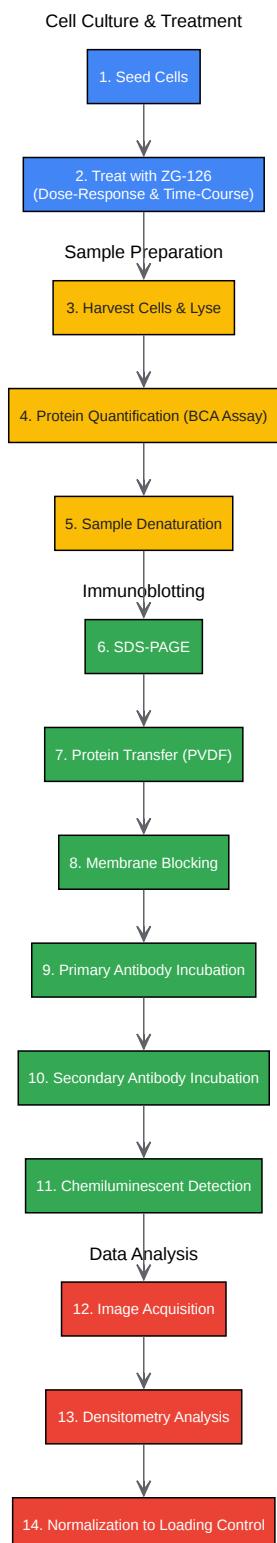 Cell Culture & Treatment
1. Seed Cells
2. Treat with ZG-126
(Dose-Response & Time-Course)
Sample Preparation
3. Harvest Cells & Lyse
4. Protein Quantification (BCA Assay)
5. Sample Denaturation
Immunoblotting
6. SDS-PAGE
7. Protein Transfer (PVDF)
8. Membrane Blocking
9. Primary Antibody Incubation
10. Secondary Antibody Incubation
11. Chemiluminescent Detection
Data Analysis
12. Image Acquisition
13. Densitometry Analysis
14. Normalization to Loading Control